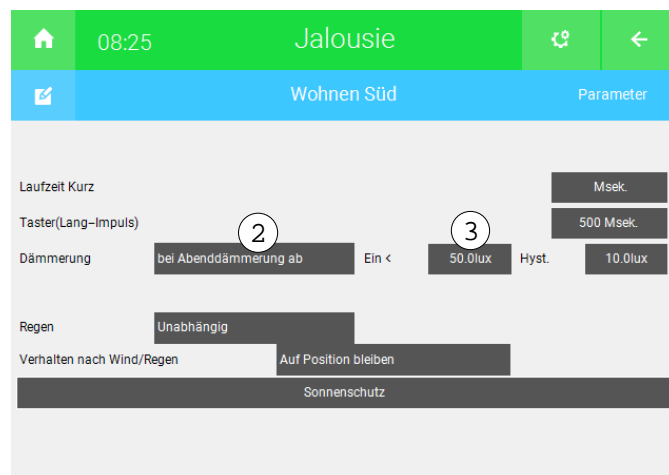 08:25 Jalousie
Wohnen Süd Parameter
Laufzeit Kurz Msek.
Taster(Lang-Impuls) 500 Msek.
2 3
Dämmerung bei Abenddämmerung ab Ein < 50.0lux Hyst. 10.0lux
Regen Unabhängig
Verhalten nach Wind/Regen Auf Position bleiben
Sonnenschutz